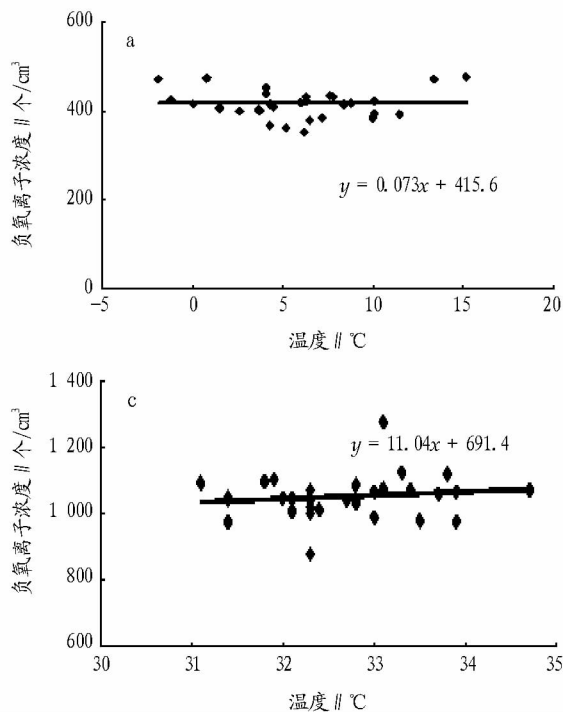 600
a
400
200
0
y = 0.073x + 415.6
-5 0 5 10 15 20
温度 ∥ ℃
负氧离子浓度 ∥ 个/cm³
1 400
c
1 200
y = 11.04x + 691.4
1 000
800
600
30 31 32 33 34 35
温度 ∥ ℃
负氧离子浓度 ∥ 个/cm³